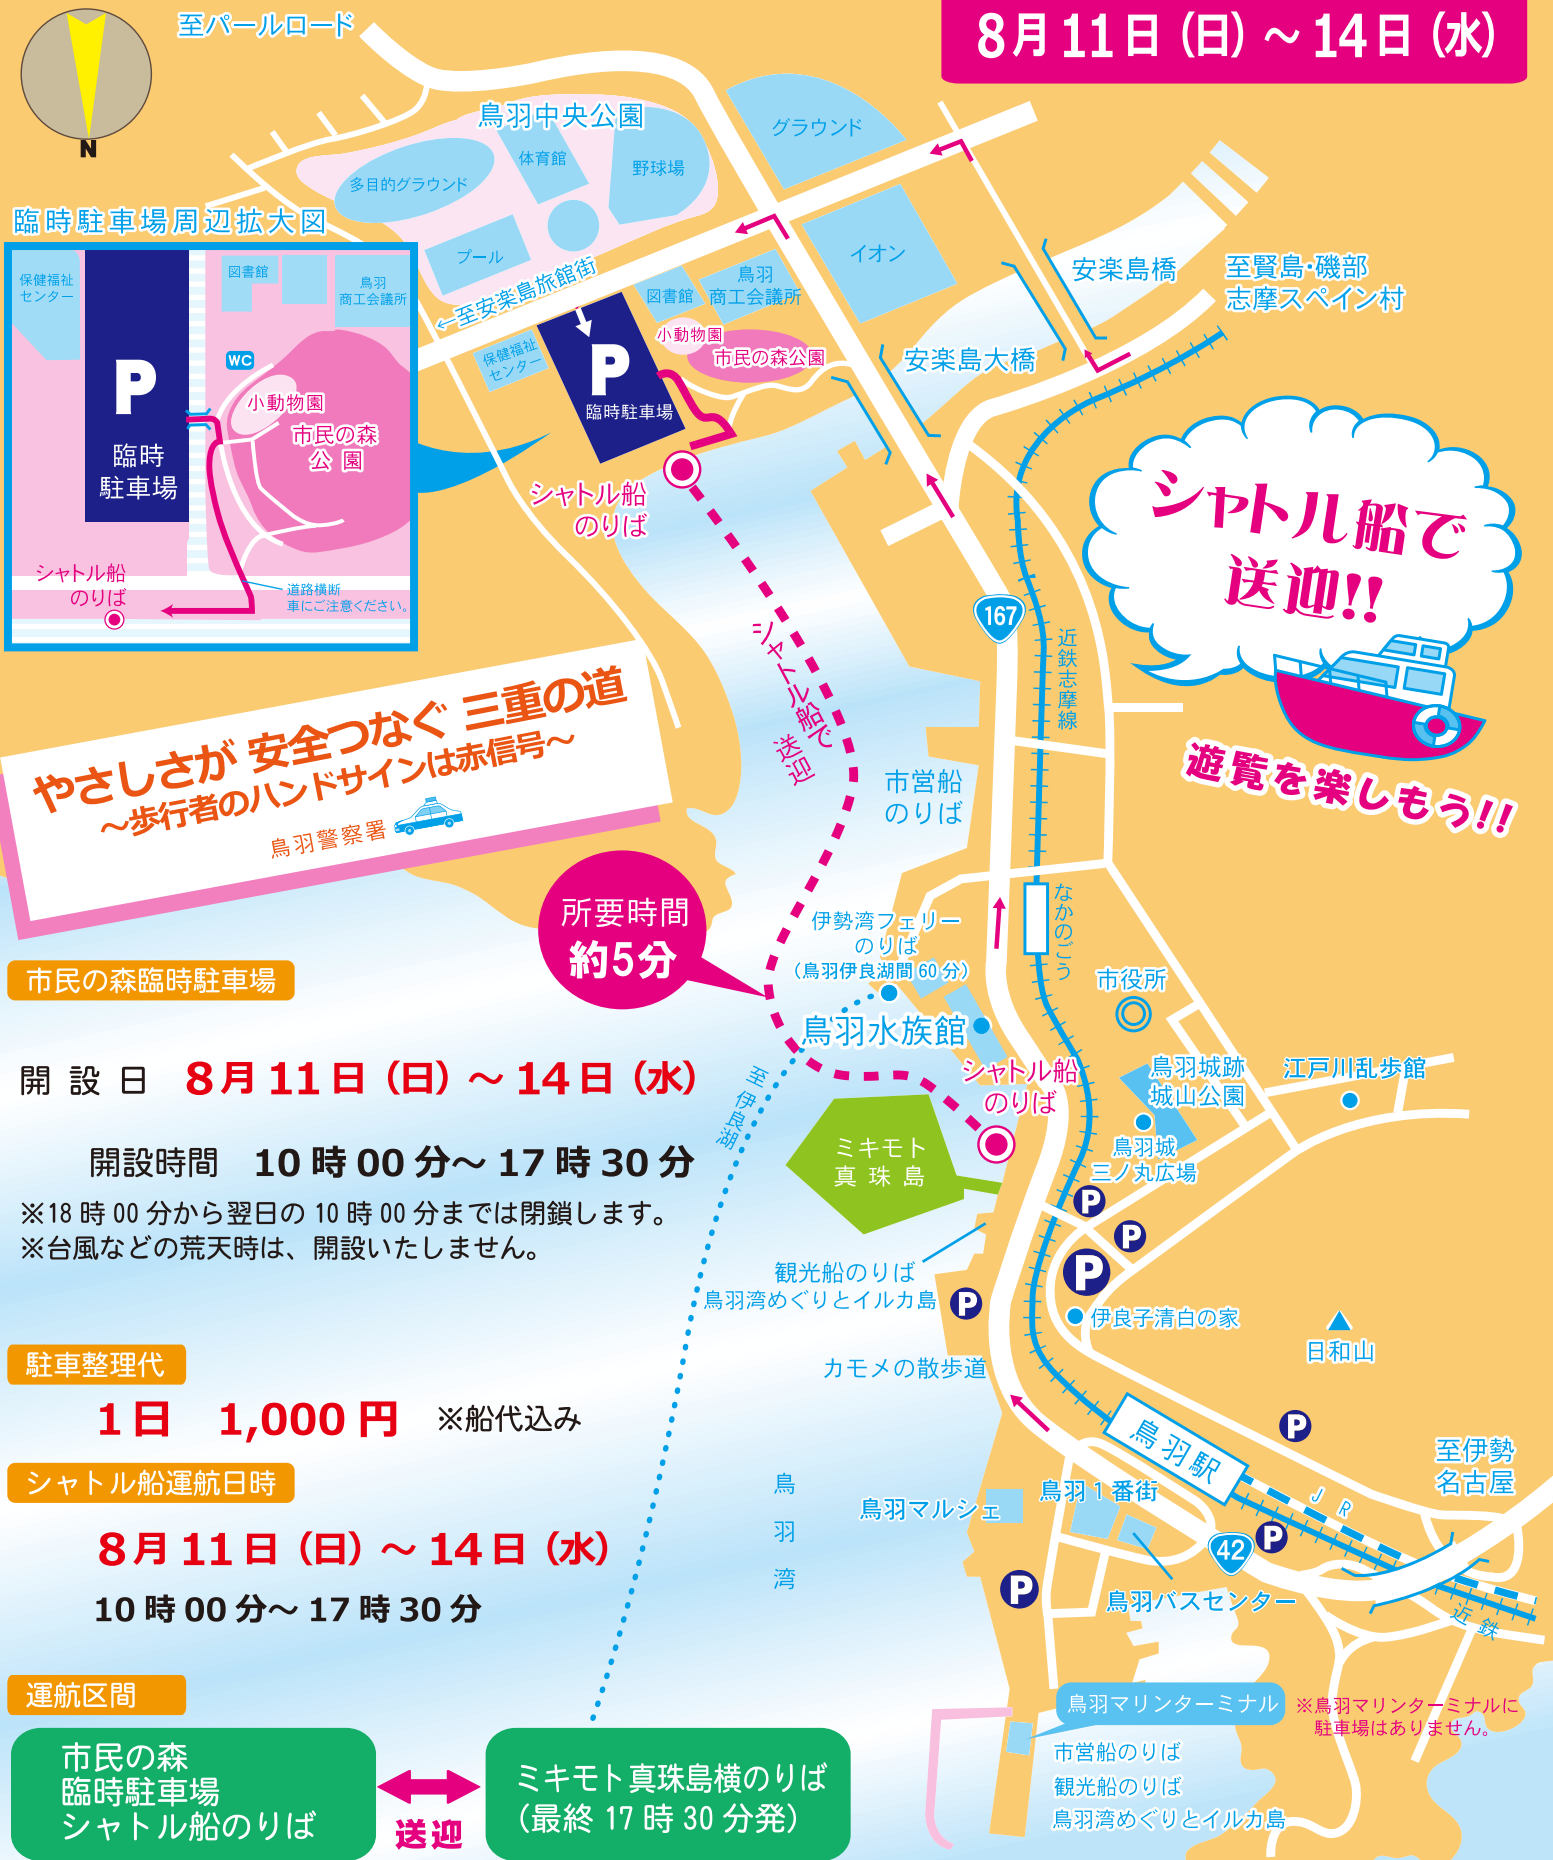 8月11日(日)～14日(水)
至パールロード
N
鳥羽中央公園
体育館
野球場
多目的グラウンド
プール
グラウンド
イオン
安楽島橋
至賢島・磯部
志摩スペイン村
←至安楽島旅館街
図書館
鳥羽
商工会議所
小動物園
市民の森公園
安楽島大橋
保健福祉
センター
P
臨時駐車場
シャトル船
のりば
臨時駐車場周辺拡大図
保健福祉
センター
図書館
鳥羽
商工会議所
P
臨時
駐車場
WC
小動物園
市民の森
公園
シャトル船
のりば
道路横断
車にご注意ください。
シャトル船で
送迎!!
遊覧を楽しもう!!
167
近鉄志摩線
シャトル船で
送迎
やさしさが 安全つなぐ 三重の道
～歩行者のハンドサインは赤信号～
鳥羽警察署
市営船
のりば
所要時間
約5分
伊勢湾フェリー
のりば
(鳥羽伊良湖間60分)
なかのごう
市役所
鳥羽水族館
シャトル船
のりば
鳥羽城跡
城山公園
江戸川乱歩館
鳥羽城
三ノ丸広場
至伊良湖
ミキモト
真珠島
P
P
P
観光船のりば
鳥羽湾めぐりとイルカ島
P
伊良子清白の家
日和山
カモメの散歩道
P
鳥羽駅
至伊勢
名古屋
JR
鳥羽1番街
鳥羽マルシェ
42
P
P
鳥羽バスセンター
近鉄
鳥羽湾
鳥羽マリンターミナル
※鳥羽マリンターミナルに
駐車場はありません。
市営船のりば
観光船のりば
鳥羽湾めぐりとイルカ島
市民の森臨時駐車場
開設日 8月11日(日)～14日(水)
開設時間 10時00分～17時30分
※18時00分から翌日の10時00分までは閉鎖します。
※台風などの荒天時は、開設いたしません。
駐車整理代
1日 1,000円 ※船代込み
シャトル船運航日時
8月11日(日)～14日(水)
10時00分～17時30分
運航区間
市民の森
臨時駐車場
シャトル船のりば
送迎
ミキモト真珠島横のりば
(最終17時30分発)